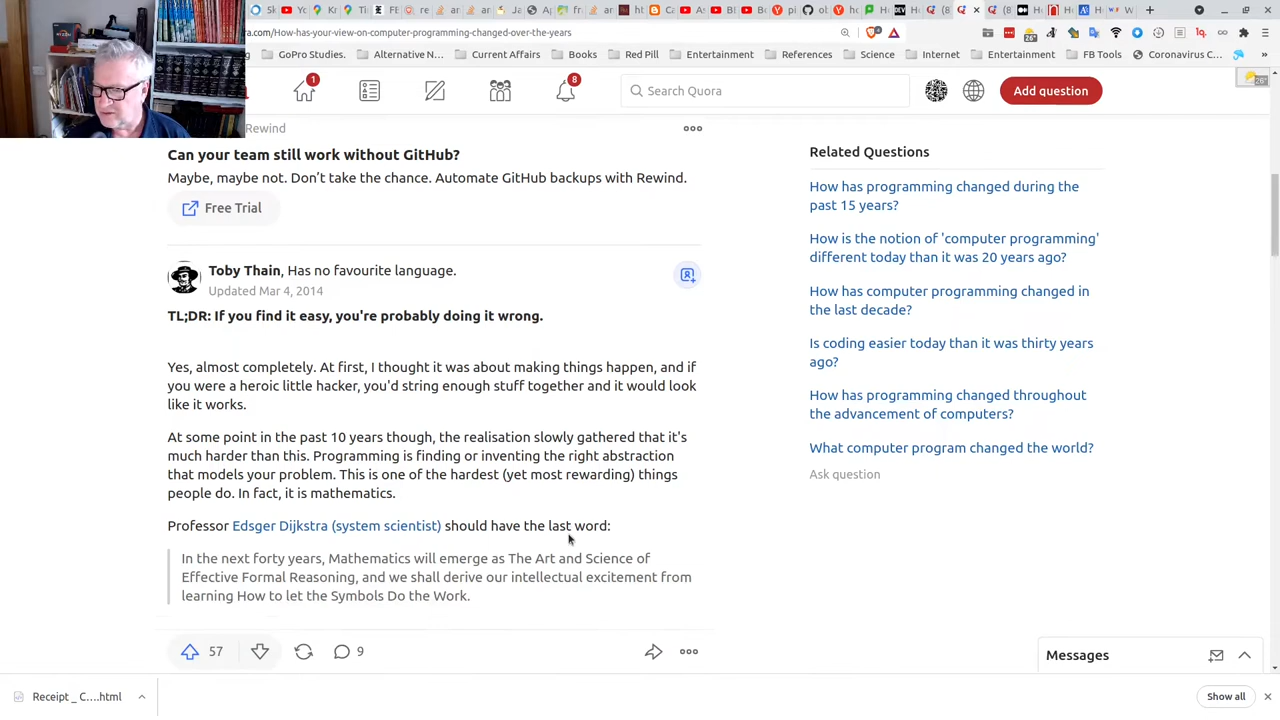 ra.com/How-has-your-view-on-computer-programming-changed-over-the-years
GoPro Studies.
Alternative N...
Current Affairs
Books
Red Pill
Entertainment
References
Science
Internet
Entertainment
FB Tools
Coronavirus C...
1
8
Search Quora
Add question
26°
Rewind
Can your team still work without GitHub?
Maybe, maybe not. Don’t take the chance. Automate GitHub backups with Rewind.
Free Trial
Toby Thain, Has no favourite language.
Updated Mar 4, 2014
TL;DR: If you find it easy, you're probably doing it wrong.
Yes, almost completely. At first, I thought it was about making things happen, and if
you were a heroic little hacker, you'd string enough stuff together and it would look
like it works.
At some point in the past 10 years though, the realisation slowly gathered that it's
much harder than this. Programming is finding or inventing the right abstraction
that models your problem. This is one of the hardest (yet most rewarding) things
people do. In fact, it is mathematics.
Professor Edsger Dijkstra (system scientist) should have the last word:
In the next forty years, Mathematics will emerge as The Art and Science of
Effective Formal Reasoning, and we shall derive our intellectual excitement from
learning How to let the Symbols Do the Work.
57
9
Related Questions
How has programming changed during the
past 15 years?
How is the notion of 'computer programming'
different today than it was 20 years ago?
How has computer programming changed in
the last decade?
Is coding easier today than it was thirty years
ago?
How has programming changed throughout
the advancement of computers?
What computer program changed the world?
Ask question
Messages
Receipt _ C....html
Show all